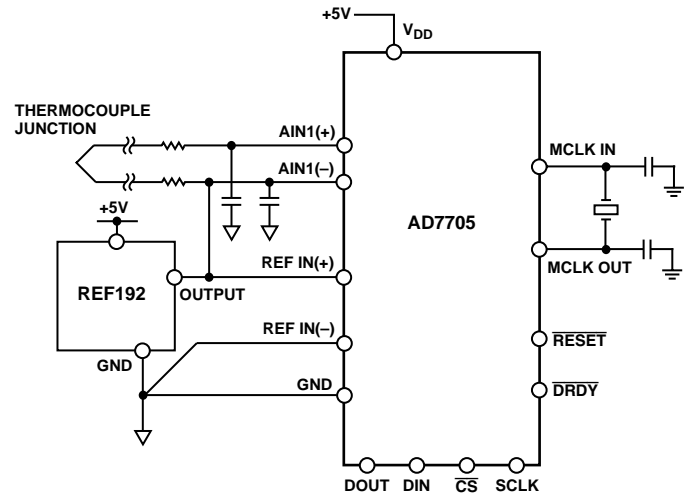 +5V
V_DD
THERMOCOUPLE
JUNCTION
AIN1(+)
AIN1(–)
MCLK IN
AD7705
+5V
REF192
OUTPUT
REF IN(+)
MCLK OUT
REF IN(–)
RESET
GND
GND
DRDY
DOUT DIN CS SCLK